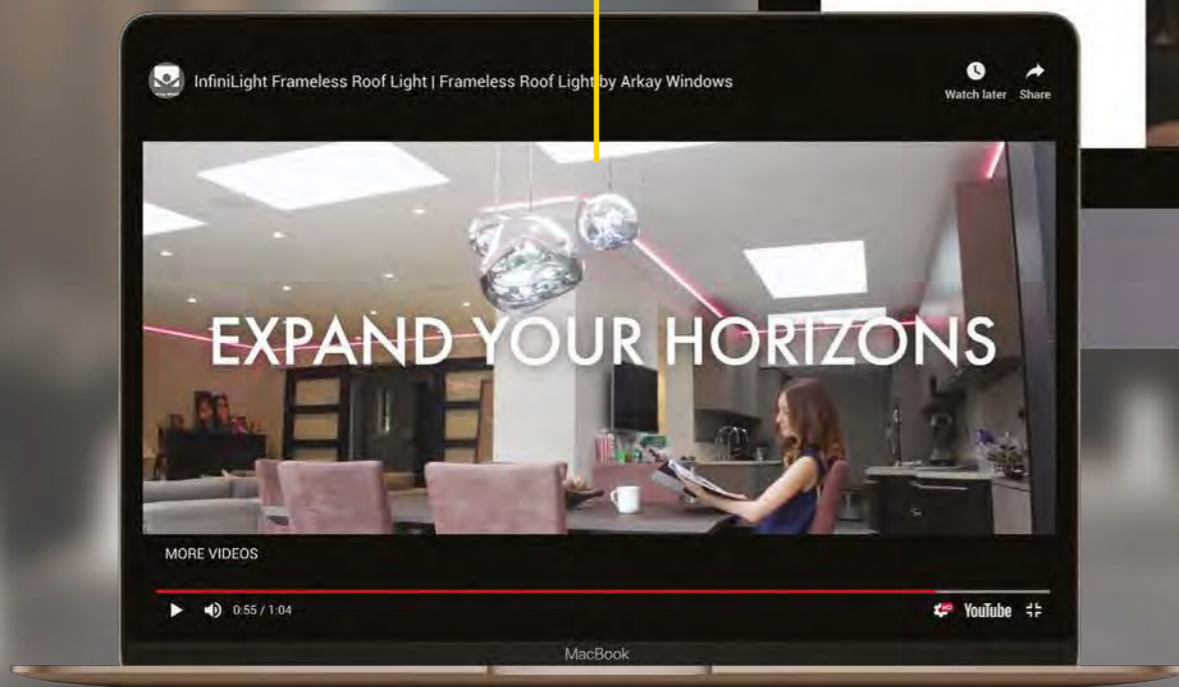 InfiniLight Frameless Roof Light | Frameless Roof Light by Arkay Windows
Watch later
Share
EXPAND YOUR HORIZONS
MORE VIDEOS
0:55 / 1:04
HD
YouTube
MacBook